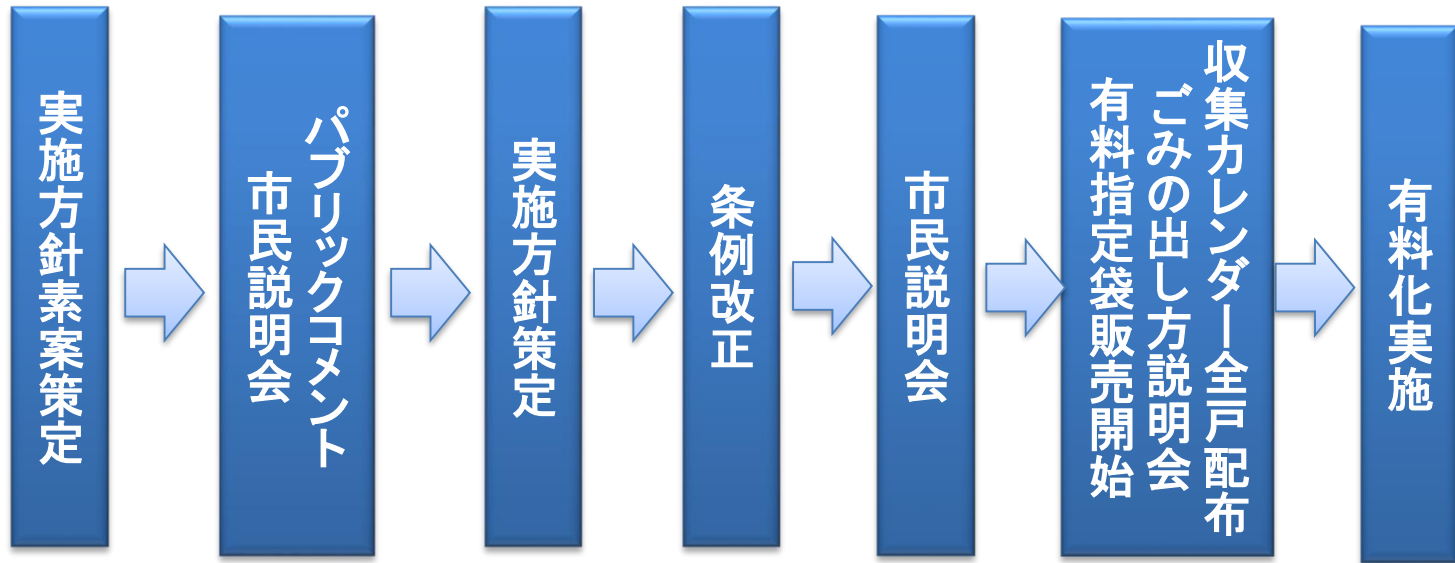 実施方針素案策定
パブリックコメント
市民説明会
実施方針策定
条例改正
市民説明会
収集カレンダー全戸配布
ごみの出し方説明会
有料指定袋販売開始
有料化実施